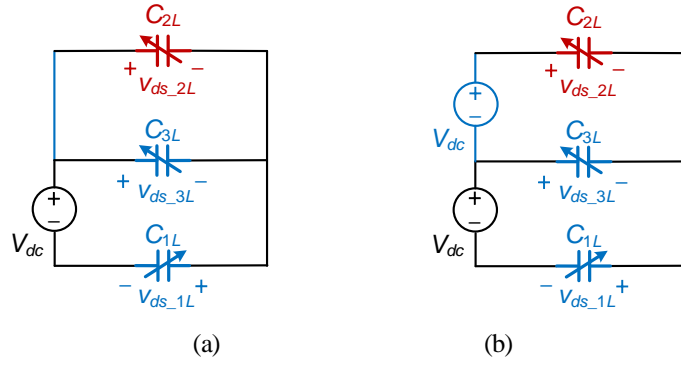 C2L
+ −
vds_2L
C3L
+ −
vds_3L
+
−
Vdc
C1L
− +
vds_1L
(a)
C2L
+ −
vds_2L
+
−
Vdc
C3L
+ −
vds_3L
+
−
Vdc
C1L
− +
vds_1L
(b)